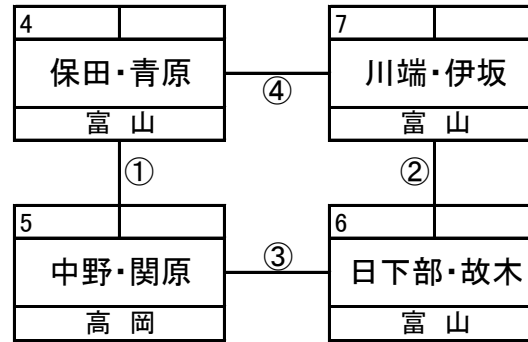 4
7
保田・青原
川端・伊坂
④
富 山
富 山
①
②
5
6
中野・関原
③
日下部・故木
高 岡
富 山